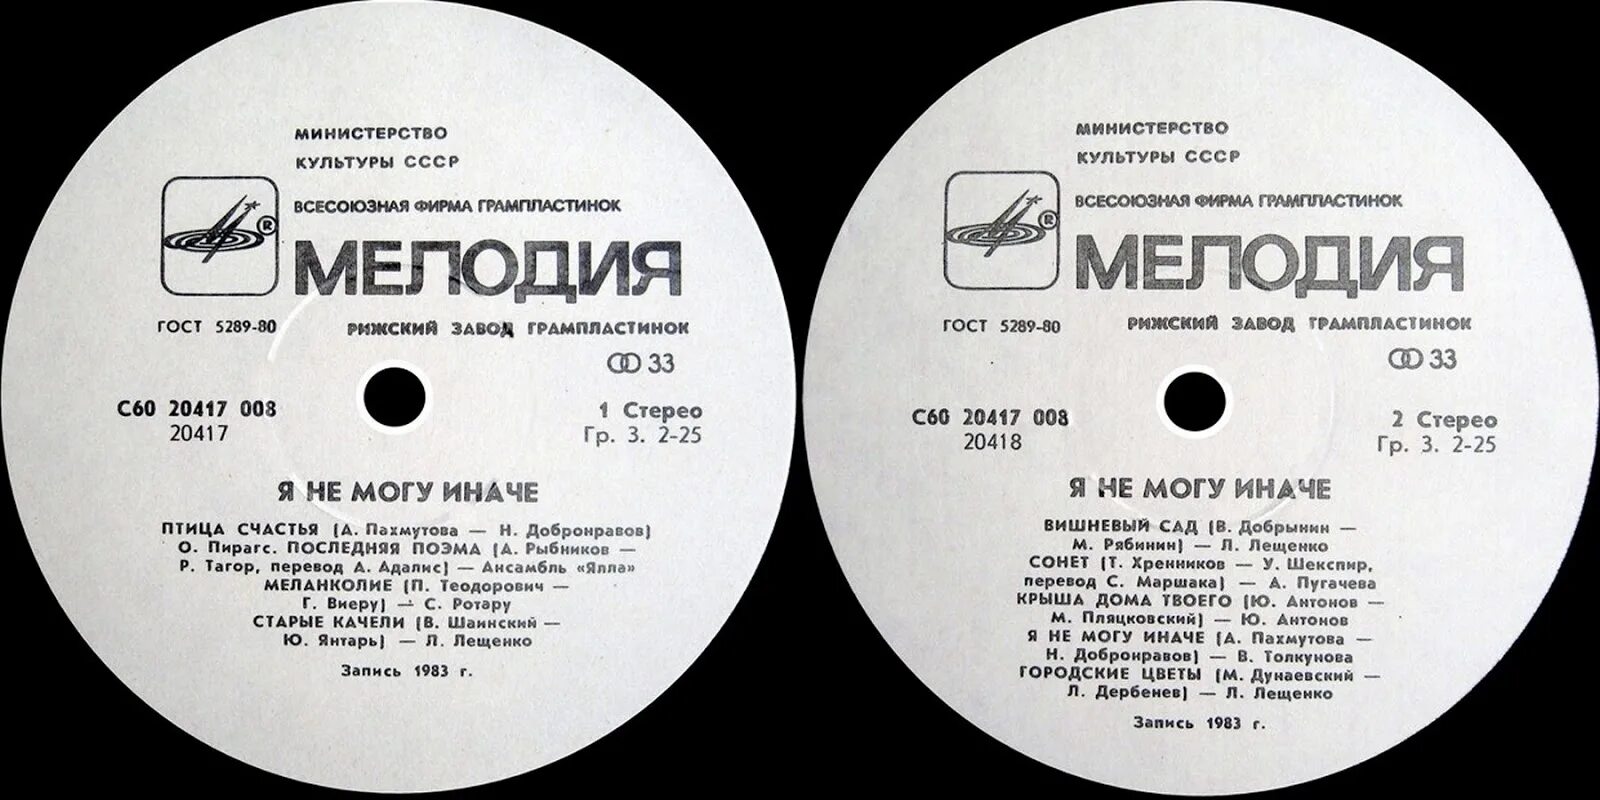 МИНИСТЕРСТВО
КУЛЬТУРЫ СССР
ВСЕСОЮЗНАЯ ФИРМА ГРАМПЛАСТИНОК
®
МЕЛОДИЯ
ГОСТ 5289-80
РИЖСКИЙ ЗАВОД ГРАМПЛАСТИНОК
33
С60 20417 008
20417
1 Стерео
Гр. 3. 2-25
Я НЕ МОГУ ИНАЧЕ
ПТИЦА СЧАСТЬЯ (А. Пахмутова — Н. Добронравов)
О. Пирагс. ПОСЛЕДНЯЯ ПОЭМА (А. Рыбников —
Р. Тагор, перевод А. Адалис) — Ансамбль «Ялла»
МЕЛАНКОЛИЕ (П. Теодорович —
Г. Виеру) — С. Ротару
СТАРЫЕ КАЧЕЛИ (В. Шаинский —
Ю. Янтарь) — Л. Лещенко
Запись 1983 г.
МИНИСТЕРСТВО
КУЛЬТУРЫ СССР
ВСЕСОЮЗНАЯ ФИРМА ГРАМПЛАСТИНОК
®
МЕЛОДИЯ
ГОСТ 5289-80
РИЖСКИЙ ЗАВОД ГРАМПЛАСТИНОК
33
С60 20417 008
20418
2 Стерео
Гр. 3. 2-25
Я НЕ МОГУ ИНАЧЕ
ВИШНЕВЫЙ САД (В. Добрынин —
М. Рябинин) — Л. Лещенко
СОНЕТ (Т. Хренников — У. Шекспир,
перевод С. Маршака) — А. Пугачева
КРЫША ДОМА ТВОЕГО (Ю. Антонов —
М. Пляцковский) — Ю. Антонов
Я НЕ МОГУ ИНАЧЕ (А. Пахмутова —
Н. Добронравов) — В. Толкунова
ГОРОДСКИЕ ЦВЕТЫ (М. Дунаевский —
Л. Дербенев) — Л. Лещенко
Запись 1983 г.